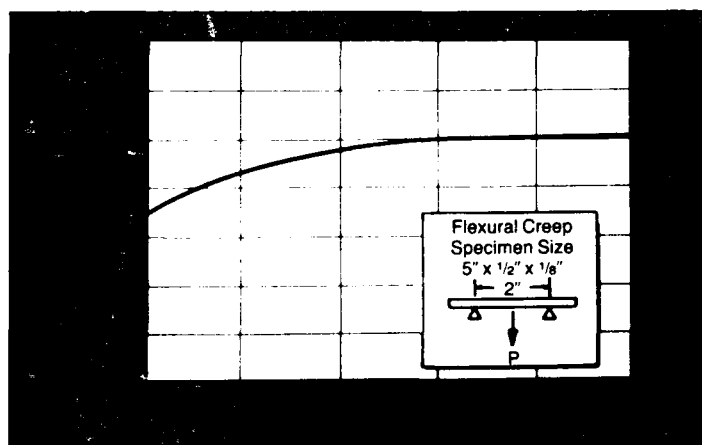 Flexural Creep
Specimen Size
5" x 1/2" x 1/8"
2"
P